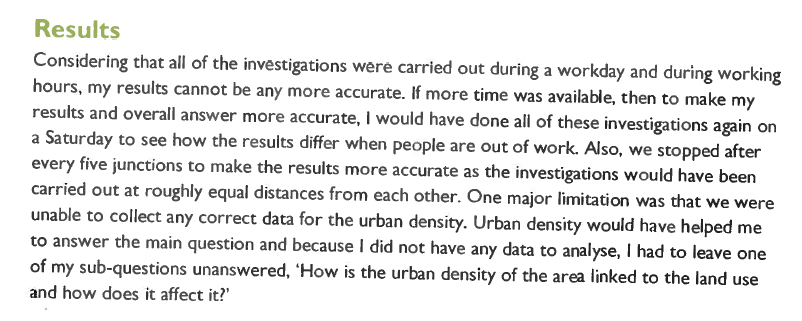 Results
Considering that all of the investigations were carried out during a workday and during working
hours, my results cannot be any more accurate. If more time was available, then to make my
results and overall answer more accurate, I would have done all of these investigations again on
a Saturday to see how the results differ when people are out of work. Also, we stopped after
every five junctions to make the results more accurate as the investigations would have been
carried out at roughly equal distances from each other. One major limitation was that we were
unable to collect any correct data for the urban density. Urban density would have helped me
to answer the main question and because I did not have any data to analyse, I had to leave one
of my sub-questions unanswered, ‘How is the urban density of the area linked to the land use
and how does it affect it?’